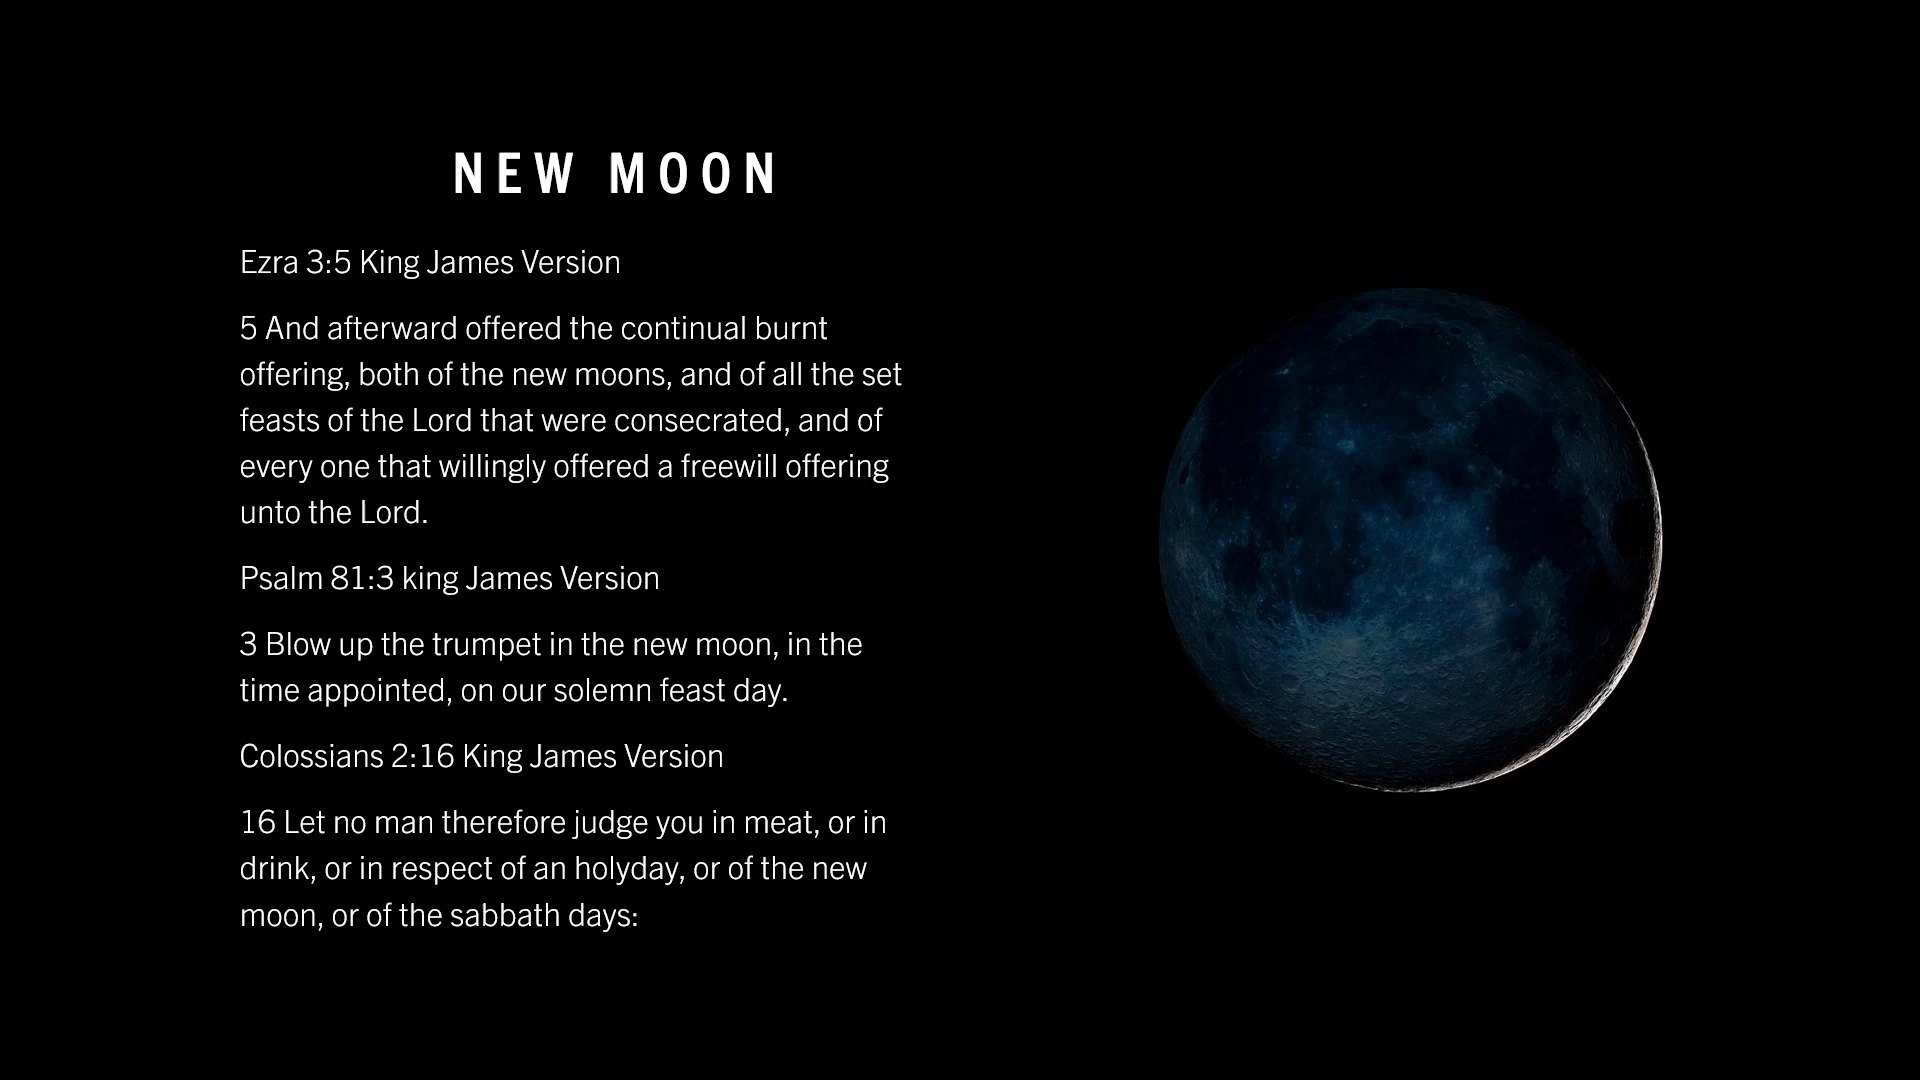 NEW MOON
Ezra 3:5 King James Version
5 And afterward offered the continual burnt
offering, both of the new moons, and of all the set
feasts of the Lord that were consecrated, and of
every one that willingly offered a freewill offering
unto the Lord.
Psalm 81:3 king James Version
3 Blow up the trumpet in the new moon, in the
time appointed, on our solemn feast day.
Colossians 2:16 King James Version
16 Let no man therefore judge you in meat, or in
drink, or in respect of an holyday, or of the new
moon, or of the sabbath days: